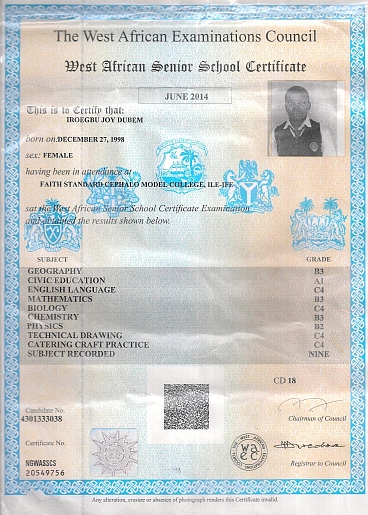 The West African Examinations Council
West African Senior School Certificate
JUNE 2014
This is to Certify that:
IROEGBU JOY DUBEM
born on:DECEMBER 27, 1998
sex: FEMALE
having been in attendance at
FAITH STANDARD CEPHALO MODEL COLLEGE, ILE-IFE
sat the West African Senior School Certificate Examination
and obtained the results shown below.
SUBJECT GRADE
GEOGRAPHY B3
CIVIC EDUCATION A1
ENGLISH LANGUAGE C4
MATHEMATICS B3
BIOLOGY C4
CHEMISTRY B3
PHYSICS B2
TECHNICAL DRAWING C4
CATERING CRAFT PRACTICE C4
SUBJECT RECORDED NINE
CD 18
Candidate No.
4301333038
Chairman of Council
Certificate No.
NGWASSCS
20549756
Registrar to Council
Any alteration, erasure or absence of photograph renders this Certificate invalid.